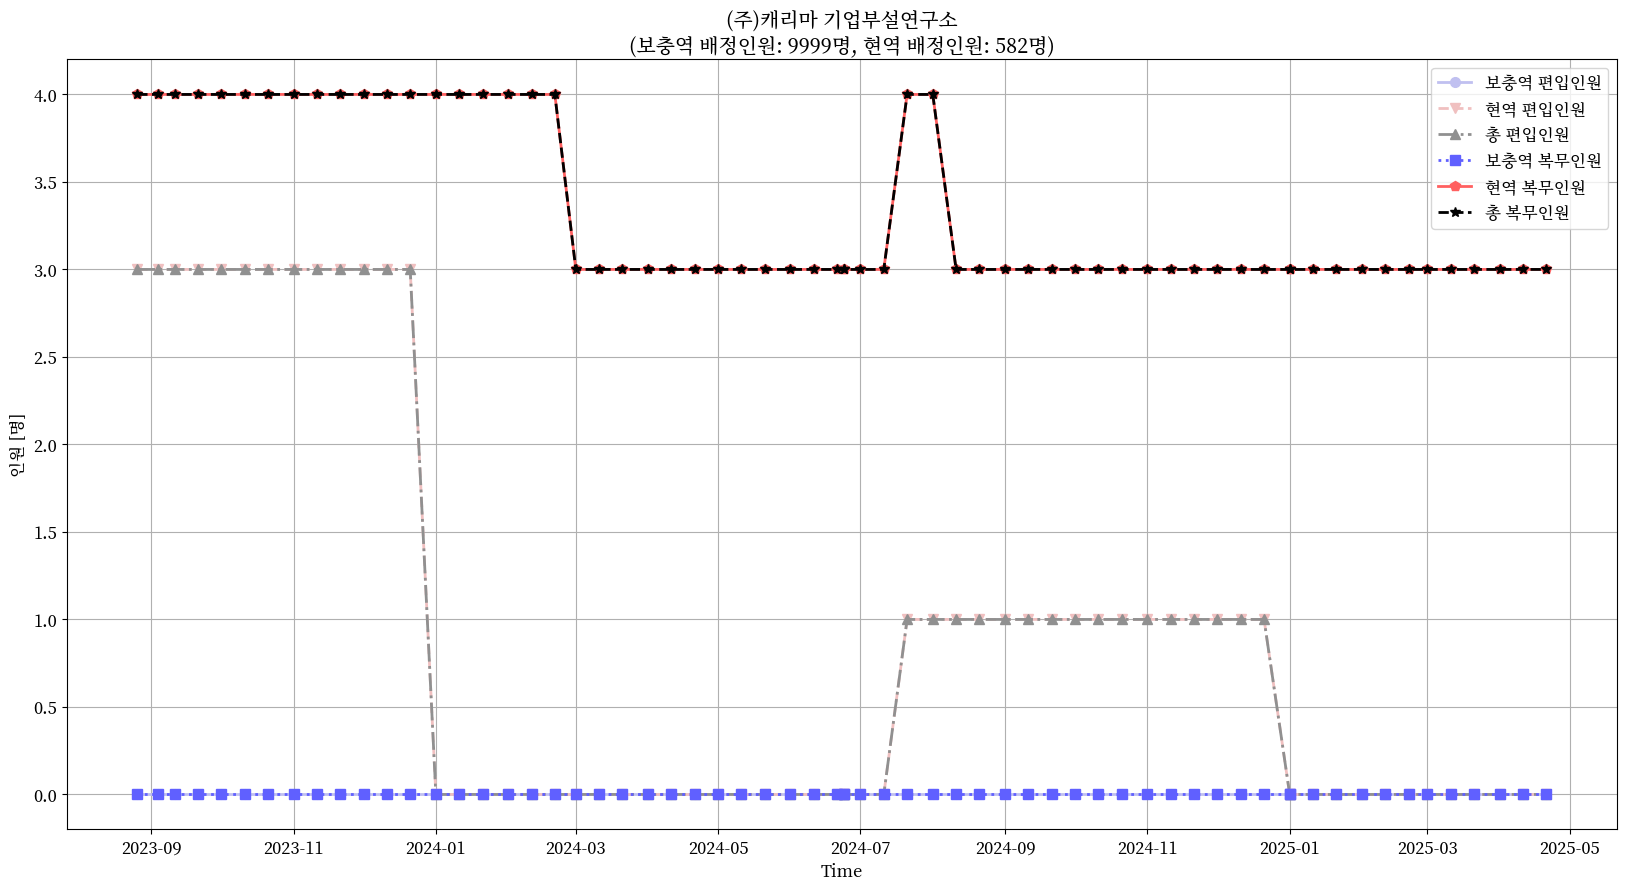 (주)캐리마 기업부설연구소
(보충역 배정인원: 9999명, 현역 배정인원: 582명)
보충역 편입인원
현역 편입인원
총 편입인원
보충역 복무인원
현역 복무인원
총 복무인원
인원 [명]
4.0
3.5
3.0
2.5
2.0
1.5
1.0
0.5
0.0
2023-09 2023-11 2024-01 2024-03 2024-05 2024-07 2024-09 2024-11 2025-01 2025-03 2025-05
Time